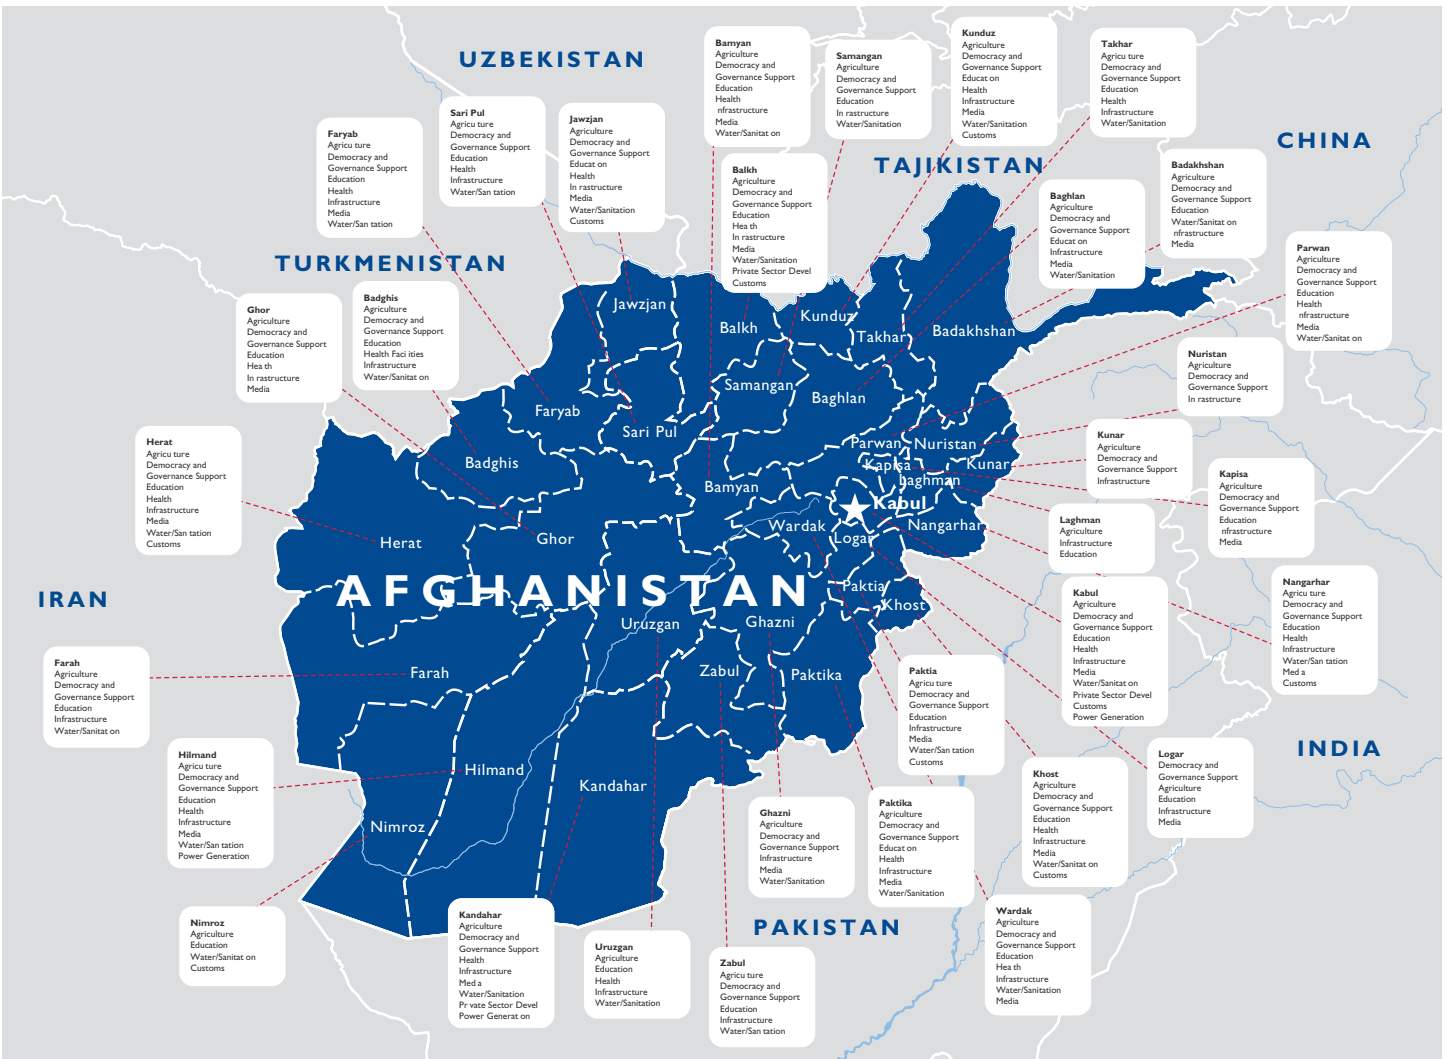 UZBEKISTAN
TAJIKISTAN
CHINA
TURKMENISTAN
IRAN
PAKISTAN
INDIA
AFGHANISTAN
Bamyan
Agriculture
Democracy and
Governance Support
Education
Health
nfrastructure
Media
Water/Sanitat on
Samangan
Agriculture
Democracy and
Governance Support
Education
In rastructure
Water/Sanitation
Kunduz
Agriculture
Democracy and
Governance Support
Educat on
Health
Infrastructure
Media
Water/Sanitation
Customs
Takhar
Agricu ture
Democracy and
Governance Support
Education
Health
Infrastructure
Water/Sanitation
Sari Pul
Agricu ture
Democracy and
Governance Support
Education
Health
Infrastructure
Water/San tation
Jawzjan
Agriculture
Democracy and
Governance Support
Educat on
Health
In rastructure
Media
Water/Sanitation
Customs
Faryab
Agricu ture
Democracy and
Governance Support
Education
Health
Infrastructure
Media
Water/San tation
Balkh
Agriculture
Democracy and
Governance Support
Education
Hea th
In rastructure
Media
Water/Sanitation
Private Sector Devel
Customs
Baghlan
Agriculture
Democracy and
Governance Support
Educat on
Infrastructure
Media
Water/Sanitation
Badakhshan
Agriculture
Democracy and
Governance Support
Education
Water/Sanitat on
nfrastructure
Media
Parwan
Agriculture
Democracy and
Governance Support
Education
Health
nfrastructure
Media
Water/Sanitat on
Ghor
Agriculture
Democracy and
Governance Support
Education
Hea th
In rastructure
Media
Badghis
Agriculture
Democracy and
Governance Support
Education
Health Faci ities
Infrastructure
Water/Sanitat on
Nuristan
Agriculture
Democracy and
Governance Support
In rastructure
Herat
Agricu ture
Democracy and
Governance Support
Education
Health
Infrastructure
Media
Water/San tation
Customs
Kunar
Agriculture
Democracy and
Governance Support
Infrastructure
Kapisa
Agriculture
Democracy and
Governance Support
Education
nfrastructure
Media
Laghman
Agriculture
Infrastructure
Education
Nangarhar
Agricu ture
Democracy and
Governance Support
Education
Health
Infrastructure
Water/San tation
Med a
Customs
Kabul
Agriculture
Democracy and
Governance Support
Education
Health
Infrastructure
Media
Water/Sanitat on
Private Sector Devel
Customs
Power Generation
Farah
Agriculture
Democracy and
Governance Support
Education
Infrastructure
Water/Sanitat on
Paktia
Agricu ture
Democracy and
Governance Support
Education
Infrastructure
Media
Water/San tation
Customs
Hilmand
Agricu ture
Democracy and
Governance Support
Education
Health
Infrastructure
Media
Water/San tation
Power Generation
Logar
Democracy and
Governance Support
Agriculture
Education
Infrastructure
Media
Khost
Agriculture
Democracy and
Governance Support
Education
Health
Infrastructure
Media
Water/Sanitat on
Customs
Ghazni
Agriculture
Democracy and
Governance Support
Infrastructure
Media
Water/Sanitation
Paktika
Agriculture
Democracy and
Governance Support
Educat on
Health
Infrastructure
Media
Water/Sanitation
Nimroz
Agriculture
Education
Water/Sanitat on
Customs
Kandahar
Agriculture
Democracy and
Governance Support
Health
Infrastructure
Med a
Water/Sanitation
Pr vate Sector Devel
Power Generat on
Uruzgan
Agriculture
Education
Health
Infrastructure
Water/Sanitation
Zabul
Agricu ture
Democracy and
Governance Support
Education
Infrastructure
Water/San tation
Wardak
Agriculture
Democracy and
Governance Support
Education
Hea th
Infrastructure
Water/Sanitation
Media
Jawzjan
Balkh
Kunduz
Takhar
Badakhshan
Samangan
Baghlan
Faryab
Sari Pul
Badghis
Parwan
Nuristan
Kapisa
Kunar
Laghman
Bamyan
Kabul
Wardak
Nangarhar
Logar
Herat
Ghor
Paktia
Khost
Uruzgan
Ghazni
Farah
Zabul
Paktika
Hilmand
Kandahar
Nimroz